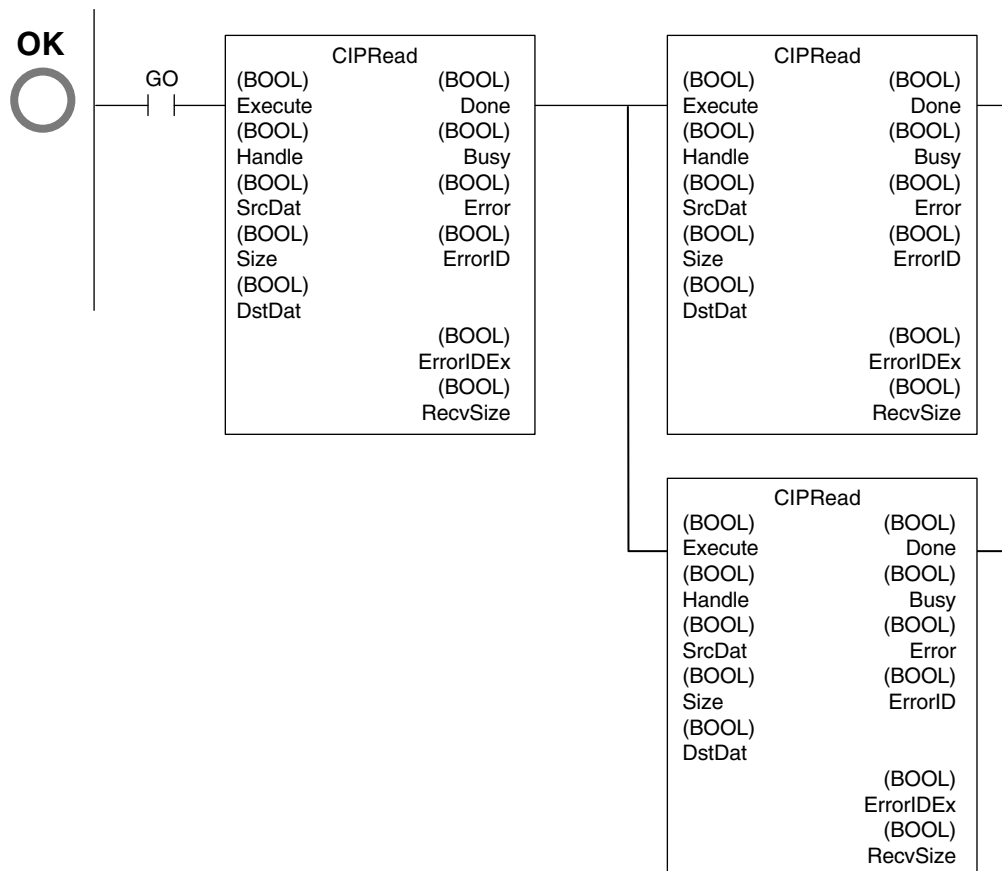 OK
GO
CIPRead
(BOOL) (BOOL)
Execute Done
(BOOL) (BOOL)
Handle Busy
(BOOL) (BOOL)
SrcDat Error
(BOOL) (BOOL)
Size ErrorID
(BOOL)
DstDat
(BOOL)
ErrorIDEx
(BOOL)
RecvSize
CIPRead
(BOOL) (BOOL)
Execute Done
(BOOL) (BOOL)
Handle Busy
(BOOL) (BOOL)
SrcDat Error
(BOOL) (BOOL)
Size ErrorID
(BOOL)
DstDat
(BOOL)
ErrorIDEx
(BOOL)
RecvSize
CIPRead
(BOOL) (BOOL)
Execute Done
(BOOL) (BOOL)
Handle Busy
(BOOL) (BOOL)
SrcDat Error
(BOOL) (BOOL)
Size ErrorID
(BOOL)
DstDat
(BOOL)
ErrorIDEx
(BOOL)
RecvSize